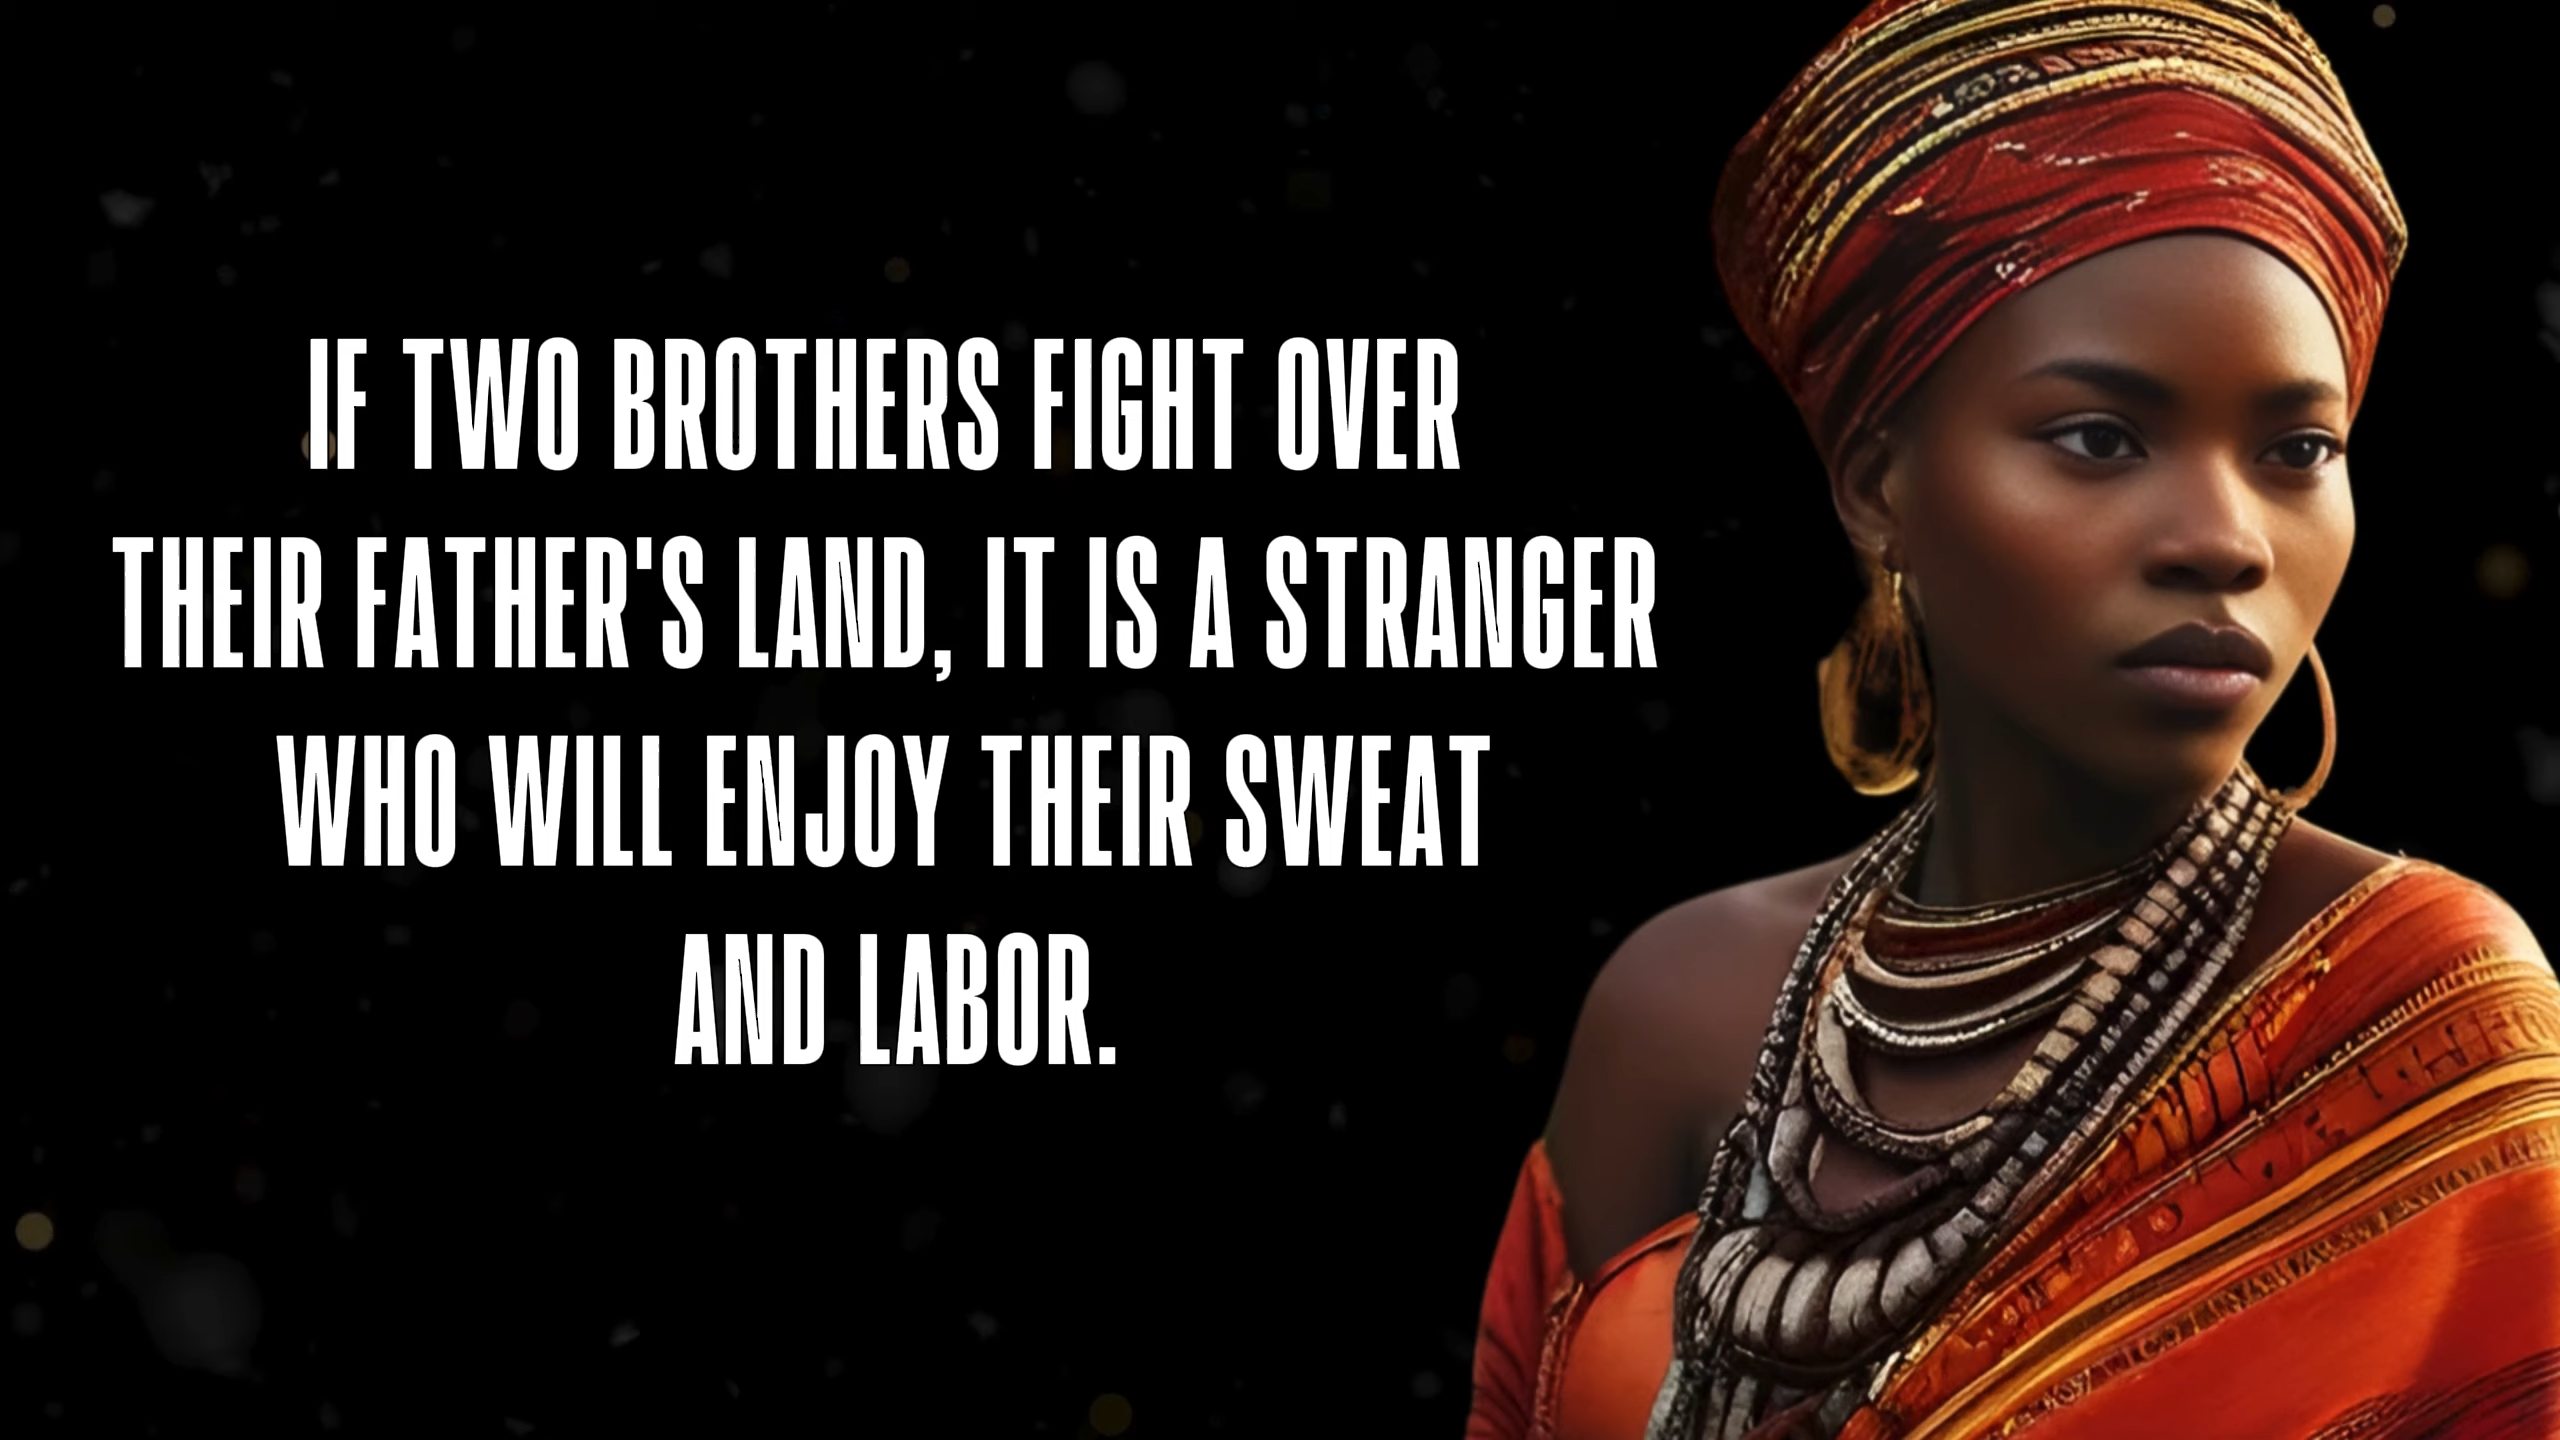 IF TWO BROTHERS FIGHT OVER
THEIR FATHER'S LAND, IT IS A STRANGER
WHO WILL ENJOY THEIR SWEAT
AND LABOR.